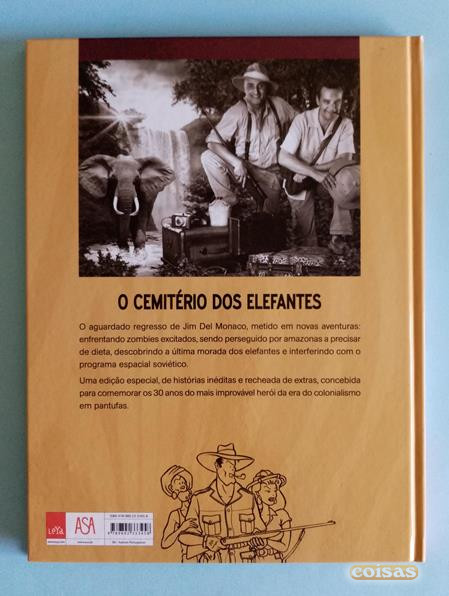 O CEMITÉRIO DOS ELEFANTES
O aguardado regresso de Jim Del Monaco, metido em novas aventuras:
enfrentando zombies excitados, sendo perseguido por amazonas a precisar
de dieta, descobrindo a última morada dos elefantes e interferindo com o
programa espacial soviético.
Uma edição especial, de histórias inéditas e recheada de extras, concebida
para comemorar os 30 anos do mais improvável herói da era do colonialismo
em pantufas.
ASA
coisas